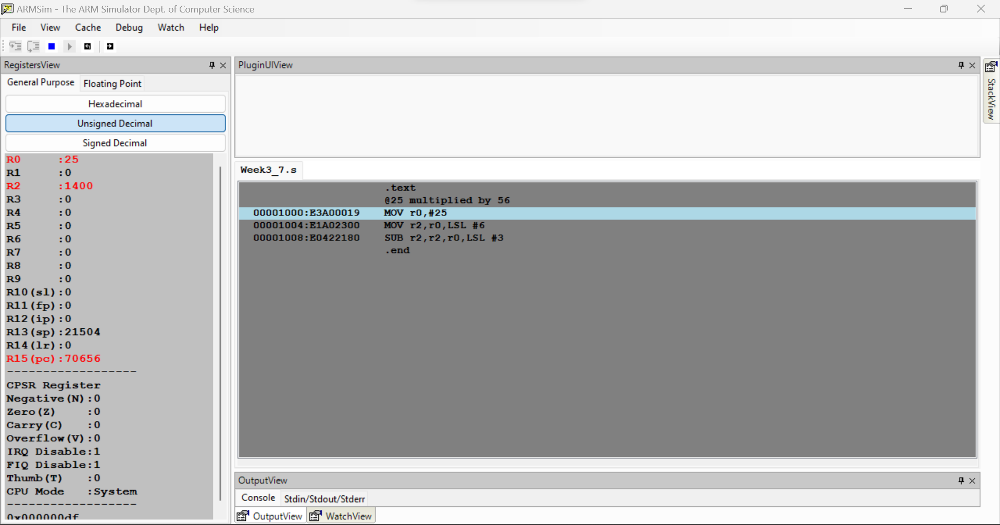 ARMSim - The ARM Simulator Dept. of Computer Science
File View Cache Debug Watch Help
RegistersView
General Purpose Floating Point
Hexadecimal
Unsigned Decimal
Signed Decimal
R0 :25
R1 :0
R2 :1400
R3 :0
R4 :0
R5 :0
R6 :0
R7 :0
R8 :0
R9 :0
R10(sl):0
R11(fp):0
R12(ip):0
R13(sp):21504
R14(lr):0
R15(pc):70656
------------------
CPSR Register
Negative(N):0
Zero(Z) :0
Carry(C) :0
Overflow(V):0
IRQ Disable:1
FIQ Disable:1
Thumb(T) :0
CPU Mode :System
------------------
0x000000df
PluginUIView
Week3_7.s
.text
@25 multiplied by 56
00001000:E3A00019 MOV r0,#25
00001004:E1A02300 MOV r2,r0,LSL #6
00001008:E0422180 SUB r2,r2,r0,LSL #3
.end
OutputView
Console Stdin/Stdout/Stderr
OutputView WatchView
StackView